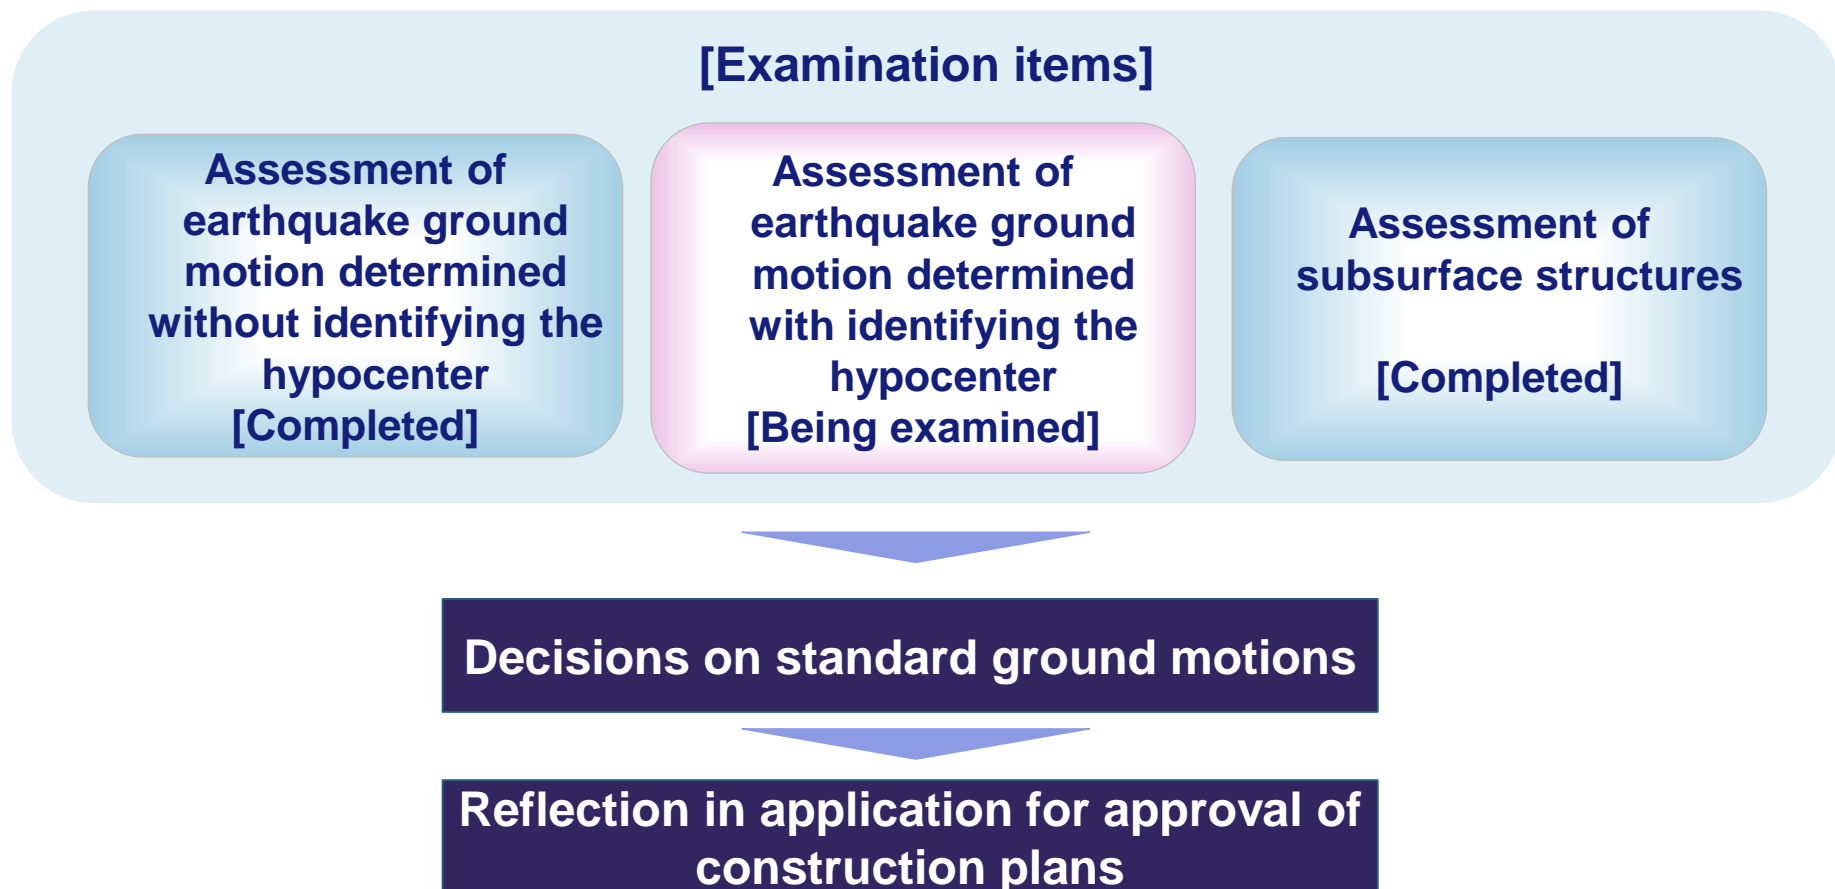 [Examination items]
Assessment of
earthquake ground
motion determined
without identifying the
hypocenter
[Completed]
Assessment of
earthquake ground
motion determined
with identifying the
hypocenter
[Being examined]
Assessment of
subsurface structures
[Completed]
Decisions on standard ground motions
Reflection in application for approval of
construction plans